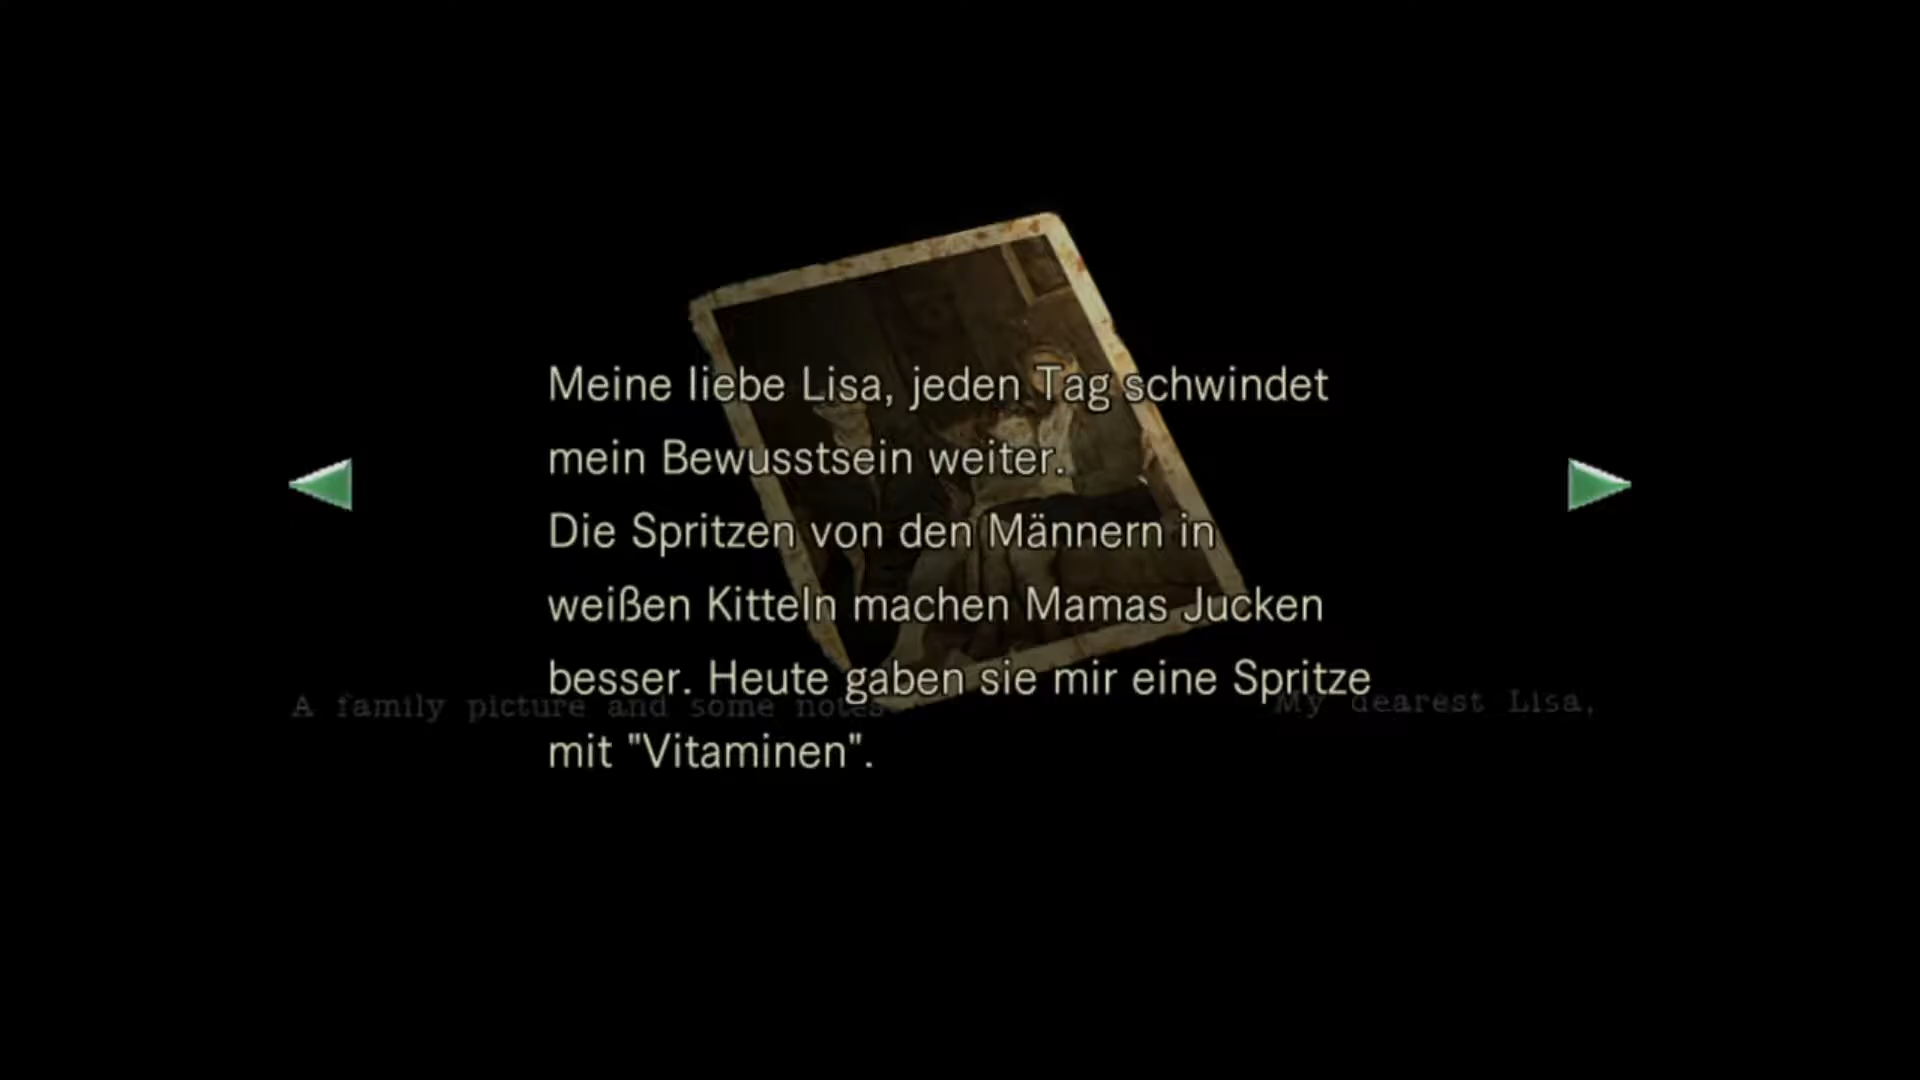 Meine liebe Lisa, jeden Tag schwindet
mein Bewusstsein weiter.
Die Spritzen von den Männern in
weißen Kitteln machen Mamas Jucken
besser. Heute gaben sie mir eine Spritze
A family picture and some notes
My dearest Lisa,
mit "Vitaminen".